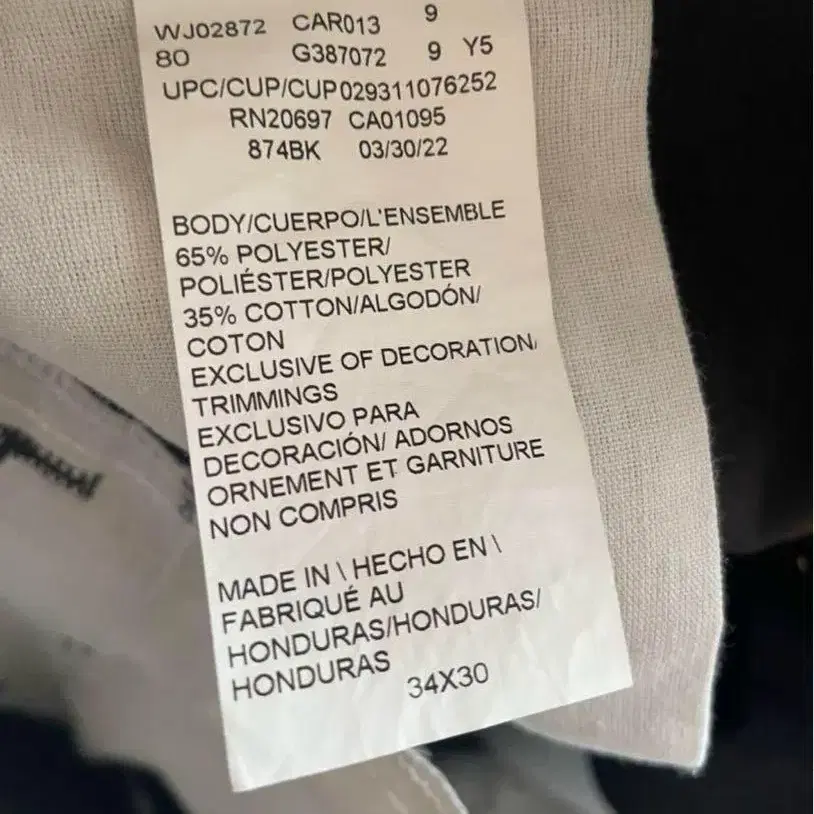 WJ02872 CAR013 9
80 G387072 9 Y5
UPC/CUP/CUP029311076252
RN20697 CA01095
874BK 03/30/22
BODY/CUERPO/L'ENSEMBLE
65% POLYESTER/
POLIÉSTER/POLYESTER
35% COTTON/ALGODÓN/
COTON
EXCLUSIVE OF DECORATION/
TRIMMINGS
EXCLUSIVO PARA
DECORACIÓN/ ADORNOS
ORNEMENT ET GARNITURE
NON COMPRIS
MADE IN \ HECHO EN \
FABRIQUÉ AU
HONDURAS/HONDURAS/
HONDURAS
34X30